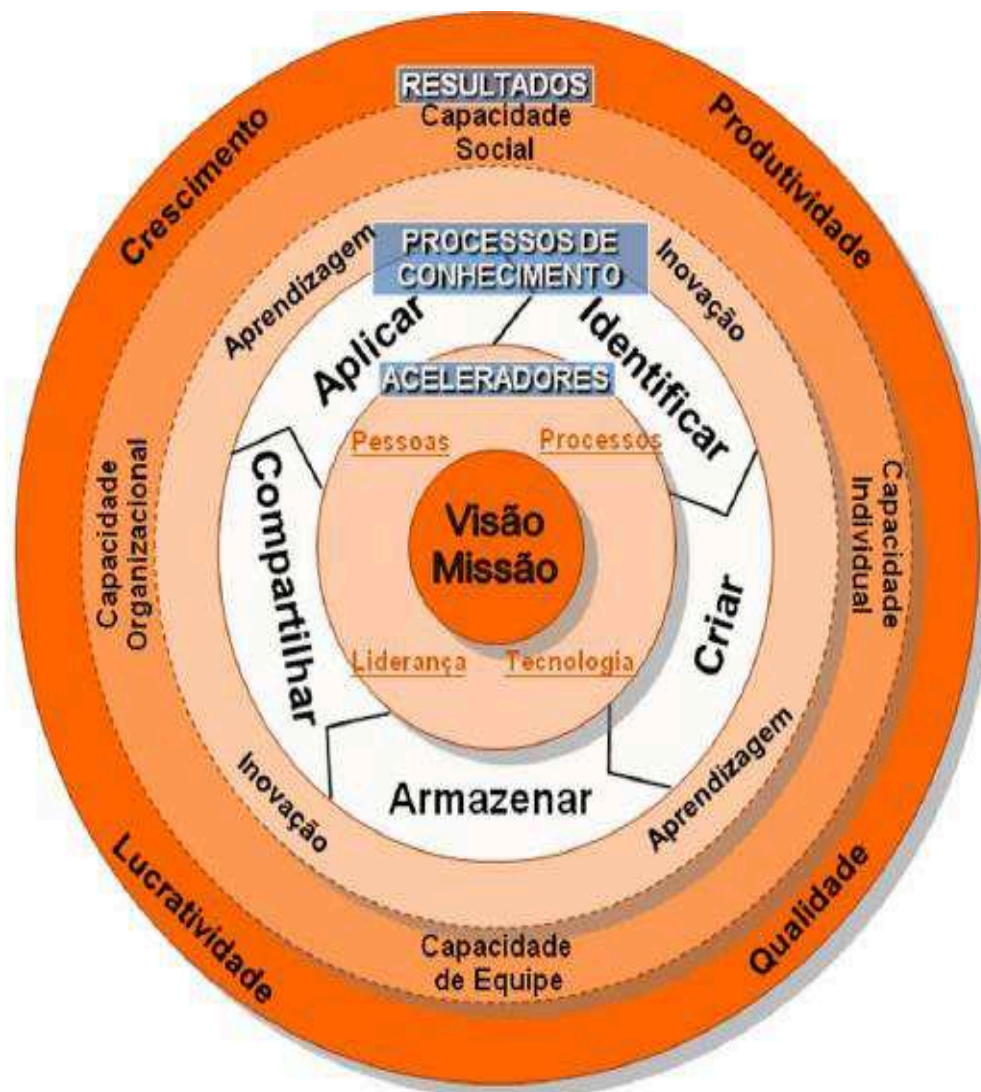 RESULTADOS
Capacidade
Social
Crescimento
Produtividade
PROCESSOS DE
CONHECIMENTO
Aprendizagem
Inovação
Aplicar
Identificar
ACELERADORES
Pessoas
Processos
Capacidade
Organizacional
Compartilhar
Visão
Missão
Capacidade
Individual
Criar
Liderança
Tecnologia
Armazenar
Inovação
Aprendizagem
Capacidade
de Equipe
Lucratividade
Qualidade